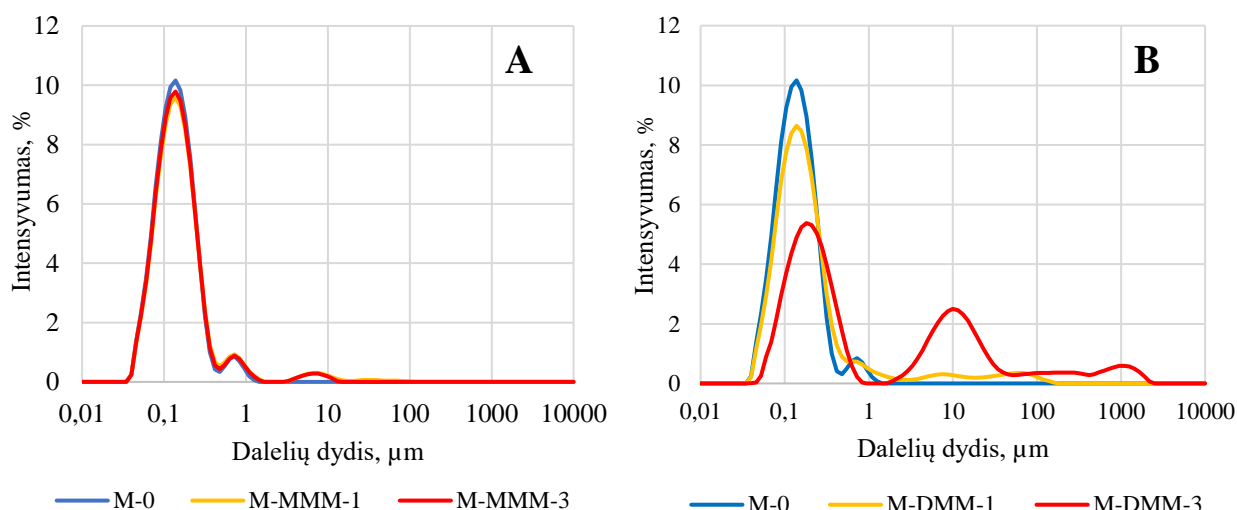 A
Intensyvumas, %
12
10
8
6
4
2
0
0,01 0,1 1 10 100 1000 10000
Dalelių dydis, µm
M-0 M-MMM-1 M-MMM-3
B
Intensyvumas, %
12
10
8
6
4
2
0
0,01 0,1 1 10 100 1000 10000
Dalelių dydis, µm
M-0 M-DMM-1 M-DMM-3